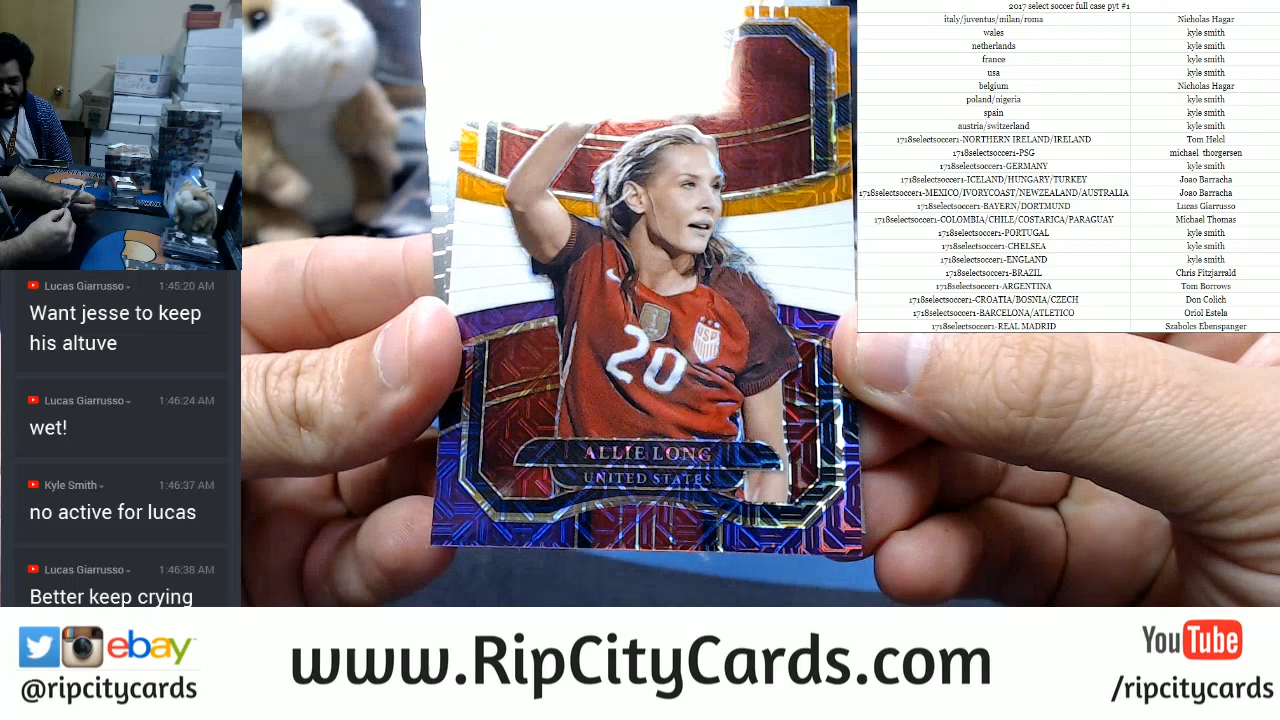 Lucas Giarrusso 1:45:20 AM
Want jesse to keep
his altuve
Lucas Giarrusso 1:46:24 AM
wet!
Kyle Smith 1:46:37 AM
no active for lucas
Lucas Giarrusso 1:46:38 AM
Better keep crying
20
ALLIE LONG
UNITED STATES
2017 select soccer full case pyt #1
italy/juventus/milan/roma Nicholas Hagar
wales kyle smith
netherlands kyle smith
france kyle smith
usa kyle smith
belgium Nicholas Hagar
poland/nigeria kyle smith
spain kyle smith
austria/switzerland kyle smith
1718selectsoccer1-NORTHERN IRELAND/IRELAND Tom Helcl
1718selectsoccer1-PSG michael thorgersen
1718selectsoccer1-GERMANY kyle smith
1718selectsoccer1-ICELAND/HUNGARY/TURKEY Joao Barracha
1718selectsoccer1-MEXICO/IVORYCOAST/NEWZEALAND/AUSTRALIA Joao Barracha
1718selectsoccer1-BAYERN/DORTMUND Lucas Giarrusso
1718selectsoccer1-COLOMBIA/CHILE/COSTARICA/PARAGUAY Michael Thomas
1718selectsoccer1-PORTUGAL kyle smith
1718selectsoccer1-CHELSEA kyle smith
1718selectsoccer1-ENGLAND kyle smith
1718selectsoccer1-BRAZIL Chris Fitzjarrald
1718selectsoccer1-ARGENTINA Tom Borrows
1718selectsoccer1-CROATIA/BOSNIA/CZECH Don Colich
1718selectsoccer1-BARCELONA/ATLETICO Oriol Estela
1718selectsoccer1-REAL MADRID Szabolcs Ebenspanger
ebay
@ripcitycards
www.RipCityCards.com
YouTube
/ripcitycards